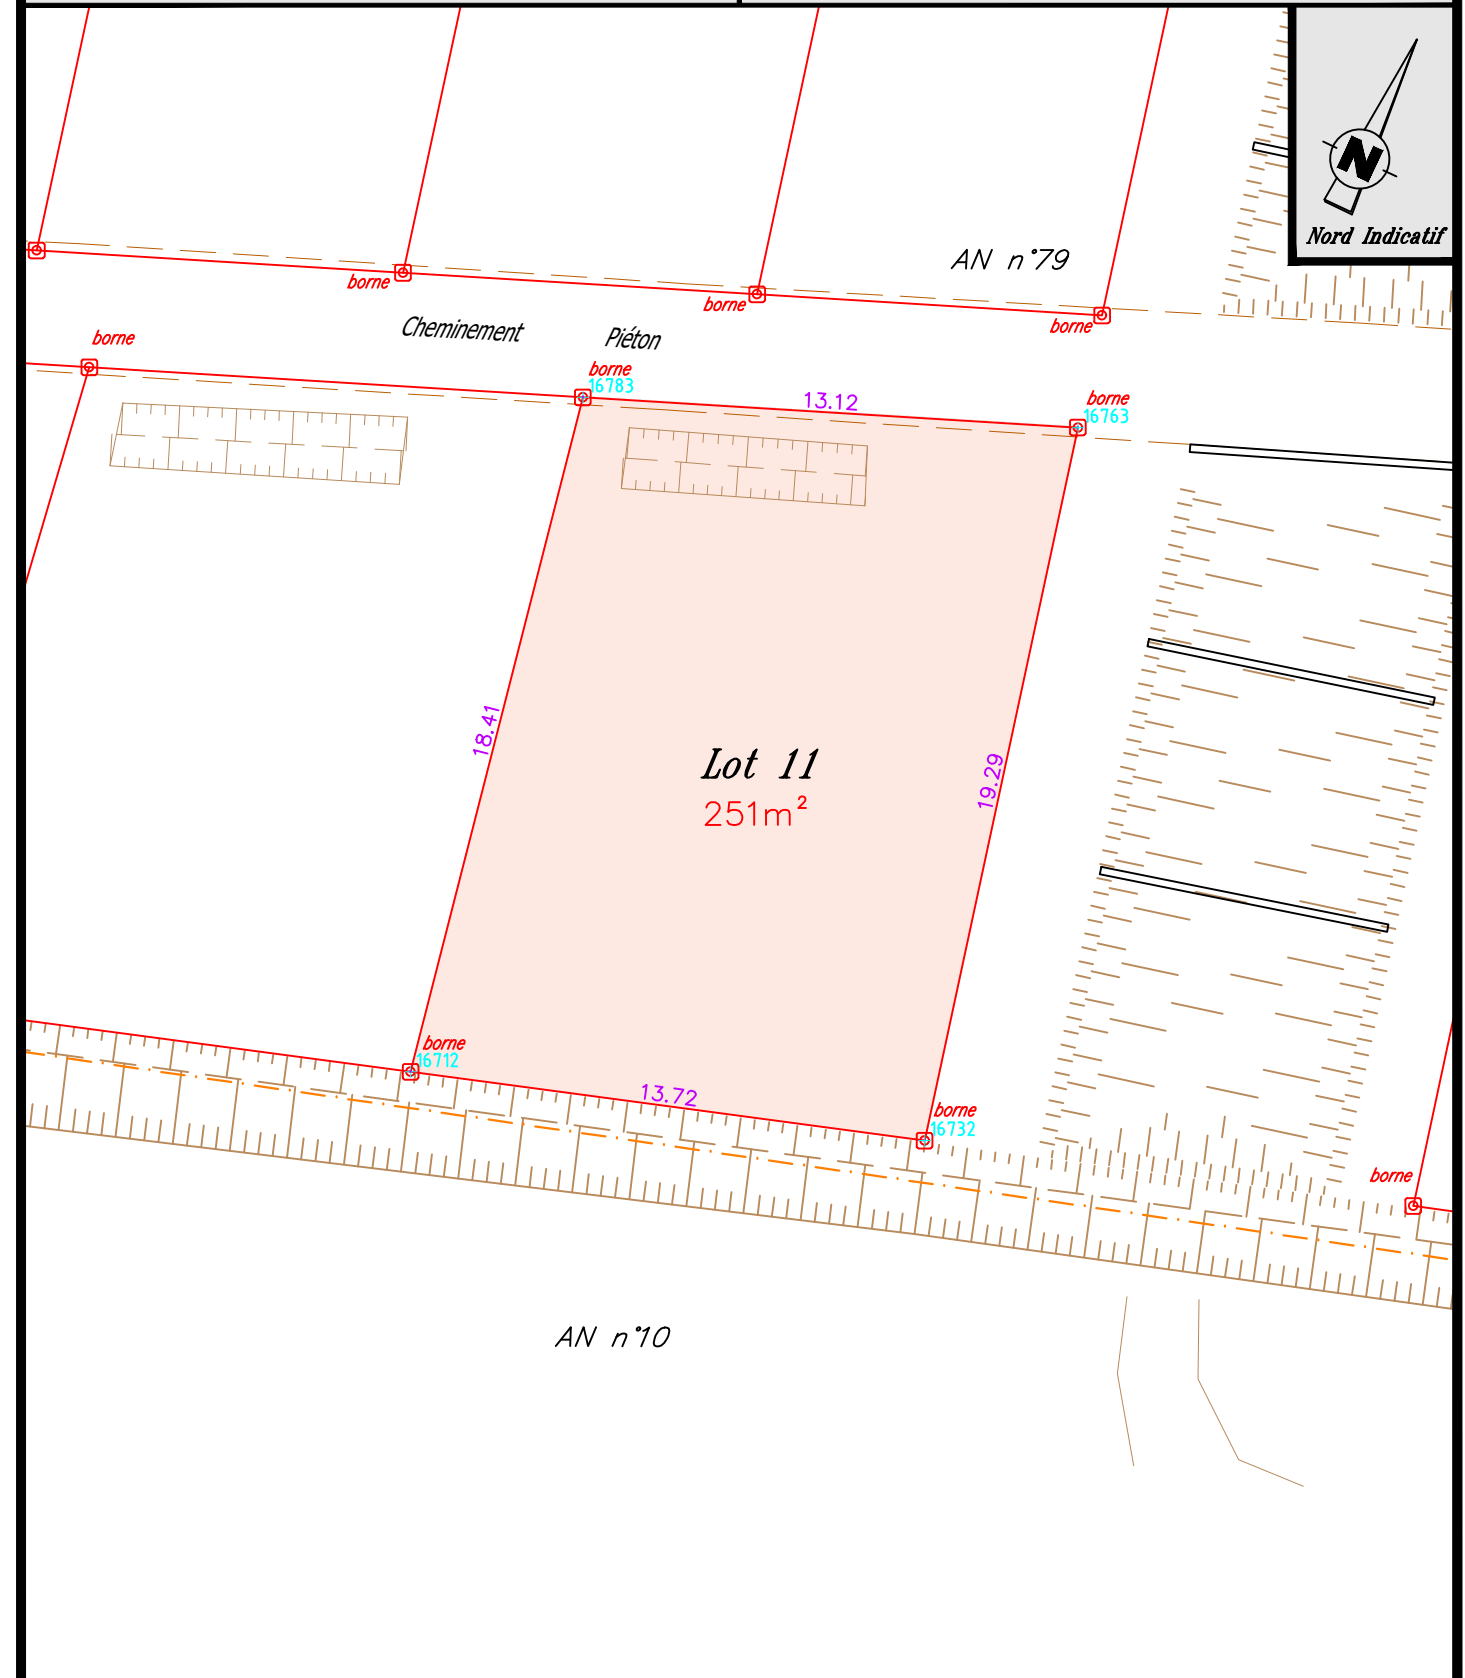 N
Nord Indicatif
AN n°79
borne
borne
borne
Cheminement Piéton
borne
borne
16783
13.12
borne
16763
18.41
19.29
Lot 11
251m²
borne
16712
13.72
borne
16732
borne
AN n°10